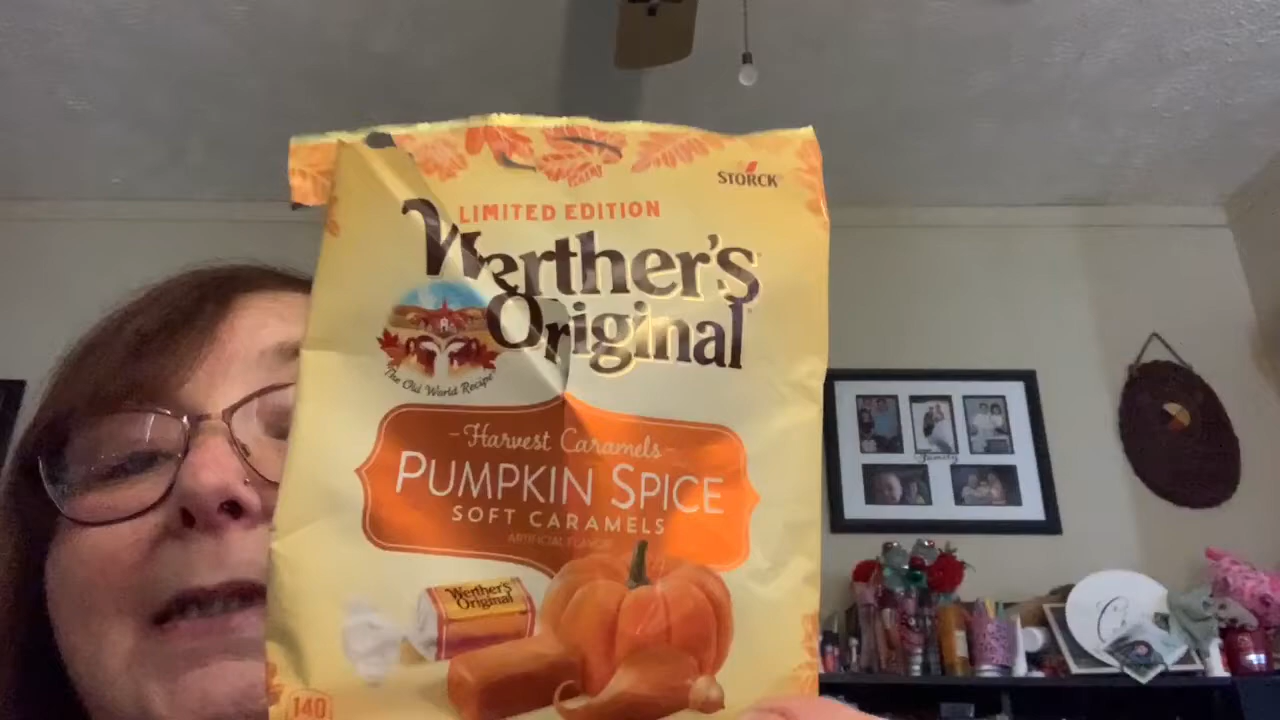 STORCK
LIMITED EDITION
Werther's
Original
The Old World Recipe
-Harvest Caramels-
PUMPKIN SPICE
SOFT CARAMELS
ARTIFICIAL FLAVOR
Werther's
Original
140
family